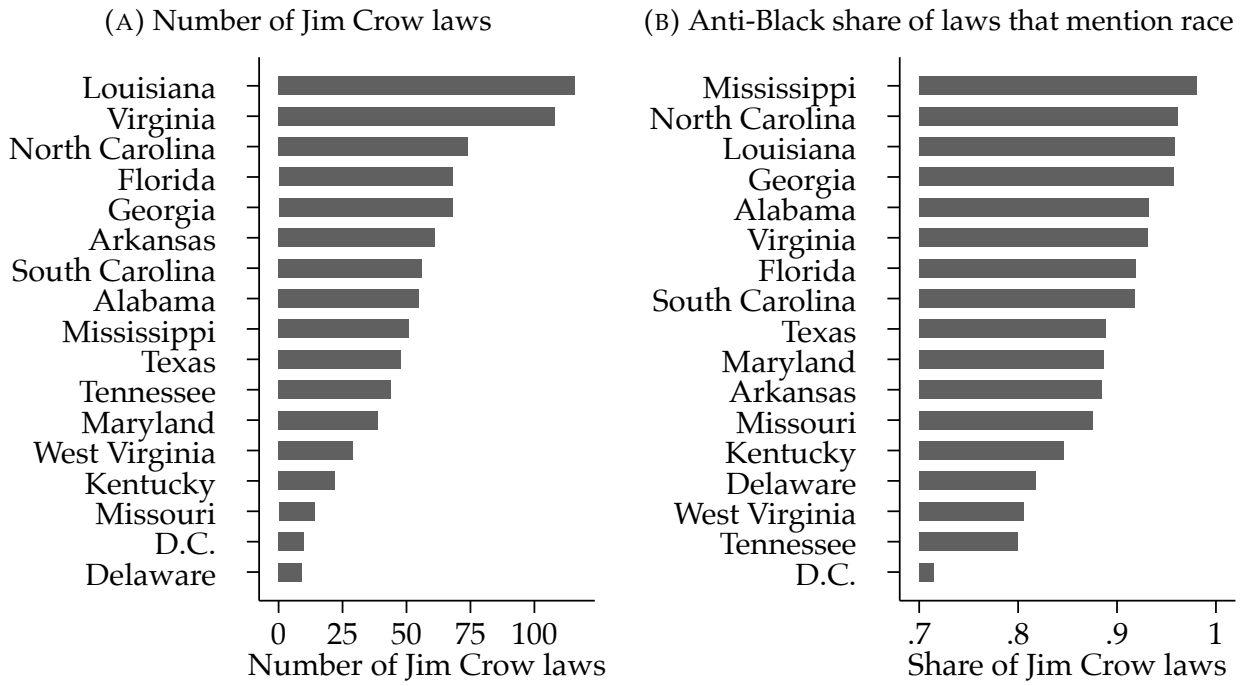 (A) Number of Jim Crow laws
Louisiana
Virginia
North Carolina
Florida
Georgia
Arkansas
South Carolina
Alabama
Mississippi
Texas
Tennessee
Maryland
West Virginia
Kentucky
Missouri
D.C.
Delaware
0 25 50 75 100
Number of Jim Crow laws
(B) Anti-Black share of laws that mention race
Mississippi
North Carolina
Louisiana
Georgia
Alabama
Virginia
Florida
South Carolina
Texas
Maryland
Arkansas
Missouri
Kentucky
Delaware
West Virginia
Tennessee
D.C.
.7 .8 .9 1
Share of Jim Crow laws